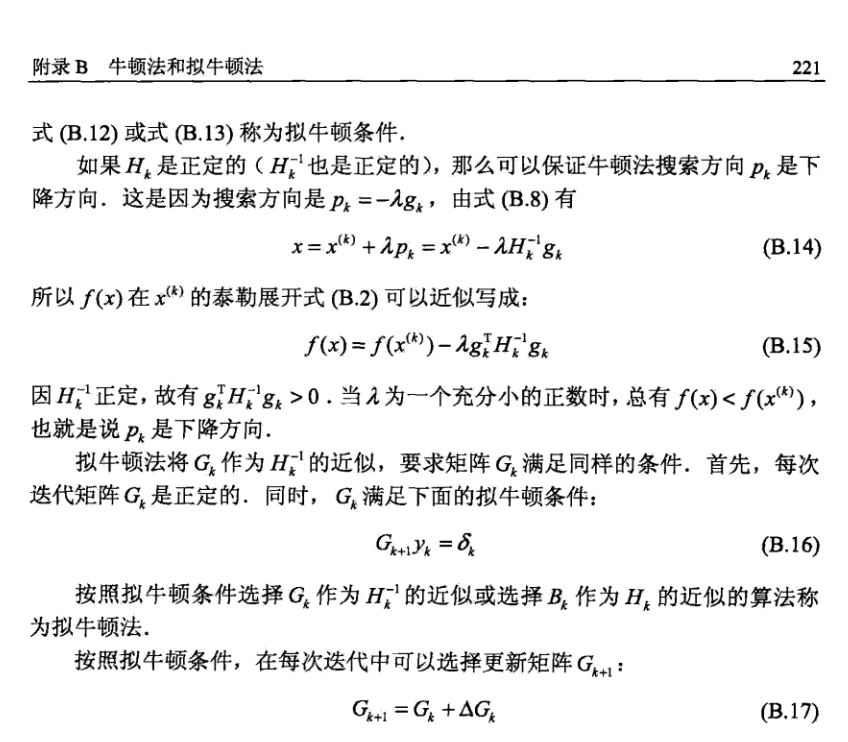 附录 B 牛顿法和拟牛顿法 221
式 (B.12) 或式 (B.13) 称为拟牛顿条件.
如果 $H_k$ 是正定的（$H_k^{-1}$ 也是正定的），那么可以保证牛顿法搜索方向 $p_k$ 是下
降方向．这是因为搜索方向是 $p_k = -\lambda g_k$，由式 (B.8) 有
$x = x^{(k)} + \lambda p_k = x^{(k)} - \lambda H_k^{-1} g_k$ (B.14)
所以 $f(x)$ 在 $x^{(k)}$ 的泰勒展开式 (B.2) 可以近似写成：
$f(x) = f(x^{(k)}) - \lambda g_k^{\mathrm{T}} H_k^{-1} g_k$ (B.15)
因 $H_k^{-1}$ 正定，故有 $g_k^{\mathrm{T}} H_k^{-1} g_k > 0$．当 $\lambda$ 为一个充分小的正数时，总有 $f(x) < f(x^{(k)})$，
也就是说 $p_k$ 是下降方向．
拟牛顿法将 $G_k$ 作为 $H_k^{-1}$ 的近似，要求矩阵 $G_k$ 满足同样的条件．首先，每次
迭代矩阵 $G_k$ 是正定的．同时，$G_k$ 满足下面的拟牛顿条件：
$G_{k+1} y_k = \delta_k$ (B.16)
按照拟牛顿条件选择 $G_k$ 作为 $H_k^{-1}$ 的近似或选择 $B_k$ 作为 $H_k$ 的近似的算法称
为拟牛顿法．
按照拟牛顿条件，在每次迭代中可以选择更新矩阵 $G_{k+1}$：
$G_{k+1} = G_k + \Delta G_k$ (B.17)